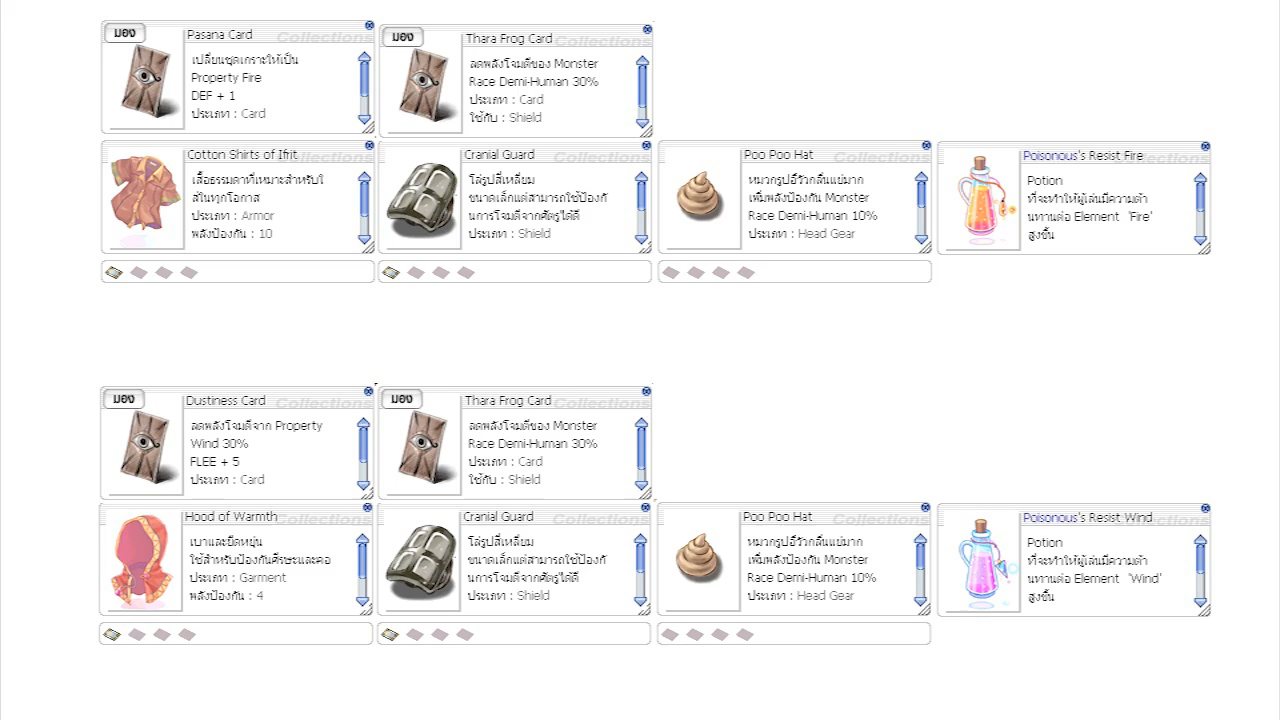 มอง
Pasana Card
Collections
เปลี่ยนชุดเกราะให้เป็น
Property Fire
DEF + 1
ประเภท : Card
มอง
Thara Frog Card
Collections
ลดพลังโจมตีของ Monster
Race Demi-Human 30%
ประเภท : Card
ใช้กับ : Shield
Cotton Shirts of Ifrit
Collections
เสื้อธรรมดาที่เหมาะสำหรับใ
ส่ในทุกโอกาส
ประเภท : Armor
พลังป้องกัน : 10
Cranial Guard
Collections
โล่รูปสี่เหลี่ยม
ขนาดเล็กแต่สามารถใช้ป้องกั
นการโจมตีจากศัตรูได้ดี
ประเภท : Shield
Poo Poo Hat
Collections
หมวกรูปอึวัวกลิ่นแย่มาก
เพิ่มพลังป้องกัน Monster
Race Demi-Human 10%
ประเภท : Head Gear
Poisonous's Resist Fire
Potion
ที่จะทำให้ผู้เล่นมีความต้า
นทานต่อ Element 'Fire'
สูงขึ้น
มอง
Dustiness Card
Collections
ลดพลังโจมตีจาก Property
Wind 30%
FLEE + 5
ประเภท : Card
มอง
Thara Frog Card
Collections
ลดพลังโจมตีของ Monster
Race Demi-Human 30%
ประเภท : Card
ใช้กับ : Shield
Hood of Warmth
Collections
เบาและยืดหยุ่น
ใช้สำหรับป้องกันศีรษะและคอ
ประเภท : Garment
พลังป้องกัน : 4
Cranial Guard
Collections
โล่รูปสี่เหลี่ยม
ขนาดเล็กแต่สามารถใช้ป้องกั
นการโจมตีจากศัตรูได้ดี
ประเภท : Shield
Poo Poo Hat
Collections
หมวกรูปอึวัวกลิ่นแย่มาก
เพิ่มพลังป้องกัน Monster
Race Demi-Human 10%
ประเภท : Head Gear
Poisonous's Resist Wind
Potion
ที่จะทำให้ผู้เล่นมีความต้า
นทานต่อ Element 'Wind'
สูงขึ้น